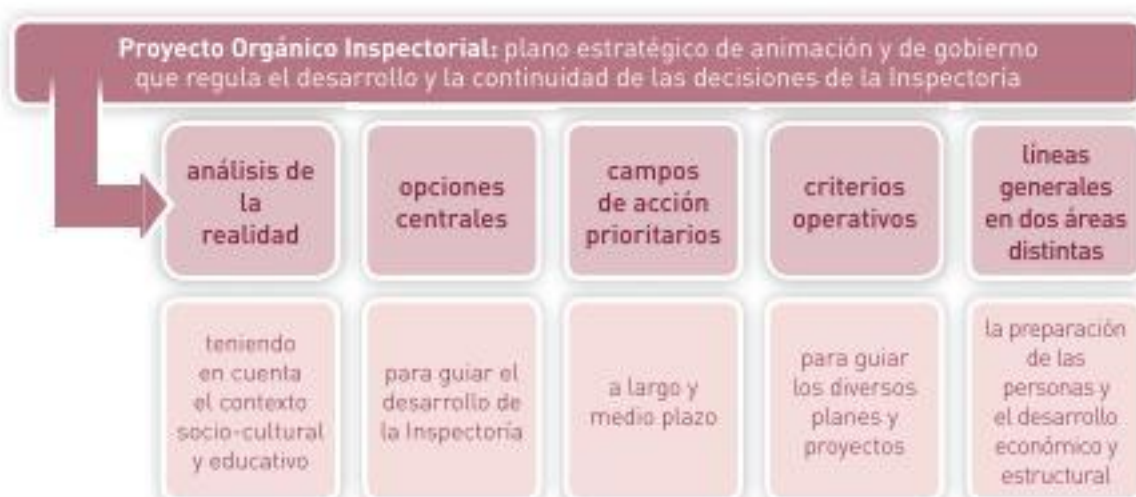 Proyecto Orgánico Inspectorial: plano estratégico de animación y de gobierno
que regula el desarrollo y la continuidad de las decisiones de la Inspectoría
análisis de
la
realidad
opciones
centrales
campos
de acción
prioritarios
criterios
operativos
líneas
generales
en dos áreas
distintas
teniendo
en cuenta
el contexto
socio-cultural
y educativo
para guiar el
desarrollo de
la Inspectoría
a largo y
medio plazo
para guiar
los diversos
planes y
proyectos
la preparación
de las
personas y
el desarrollo
económico y
estructural